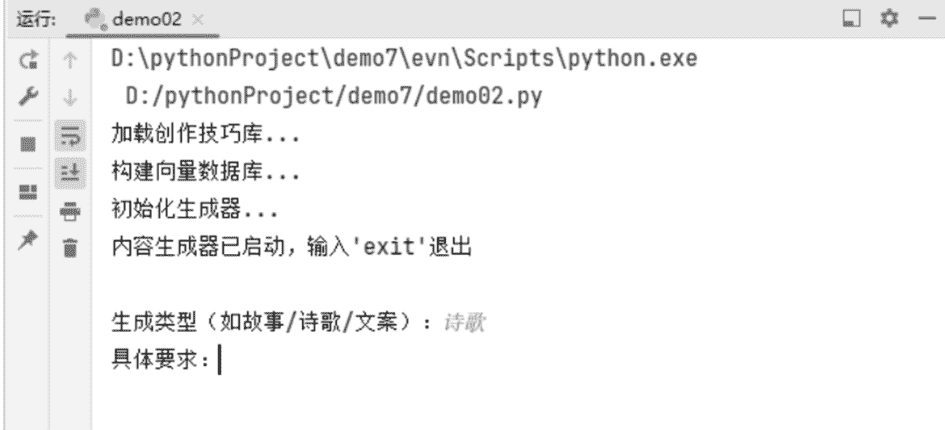 运行: demo02
D:\pythonProject\demo7\evn\Scripts\python.exe
D:/pythonProject/demo7/demo02.py
加载创作技巧库...
构建向量数据库...
初始化生成器...
内容生成器已启动，输入'exit'退出
生成类型（如故事/诗歌/文案）：诗歌
具体要求：